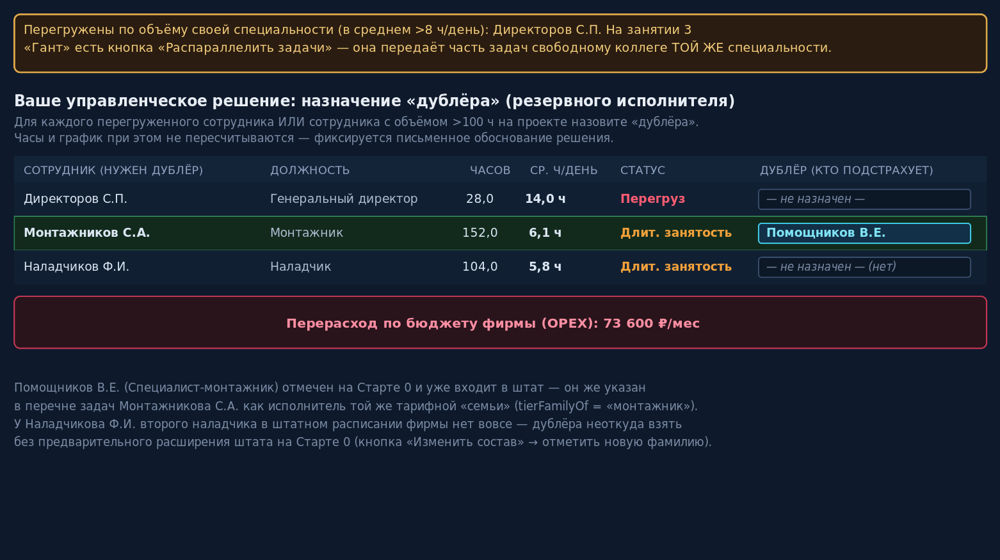 Перегружены по объёму своей специальности (в среднем >8 ч/день): Директоров С.П. На занятии 3
«Гант» есть кнопка «Распараллелить задачи» — она передаёт часть задач свободному коллеге ТОЙ ЖЕ специальности.
Ваше управленческое решение: назначение «дублёра» (резервного исполнителя)
Для каждого перегруженного сотрудника ИЛИ сотрудника с объёмом >100 ч на проекте назовите «дублёра».
Часы и график при этом не пересчитываются — фиксируется письменное обоснование решения.
СОТРУДНИК (НУЖЕН ДУБЛЁР) ДОЛЖНОСТЬ ЧАСОВ СР. Ч/ДЕНЬ СТАТУС ДУБЛЁР (КТО ПОДСТРАХУЕТ)
Директоров С.П. Генеральный директор 28,0 14,0 ч Перегруз — не назначен —
Монтажников С.А. Монтажник 152,0 6,1 ч Длит. занятость Помощников В.Е.
Наладчиков Ф.И. Наладчик 104,0 5,8 ч Длит. занятость — не назначен — (нет)
Перерасход по бюджету фирмы (OPEX): 73 600 ₽/мес
Помощников В.Е. (Специалист-монтажник) отмечен на Старте 0 и уже входит в штат — он же указан
в перечне задач Монтажникова С.А. как исполнитель той же тарифной «семьи» (tierFamilyOf = «монтажник»).
У Наладчикова Ф.И. второго наладчика в штатном расписании фирмы нет вовсе — дублёра неоткуда взять
без предварительного расширения штата на Старте 0 (кнопка «Изменить состав» → отметить новую фамилию).